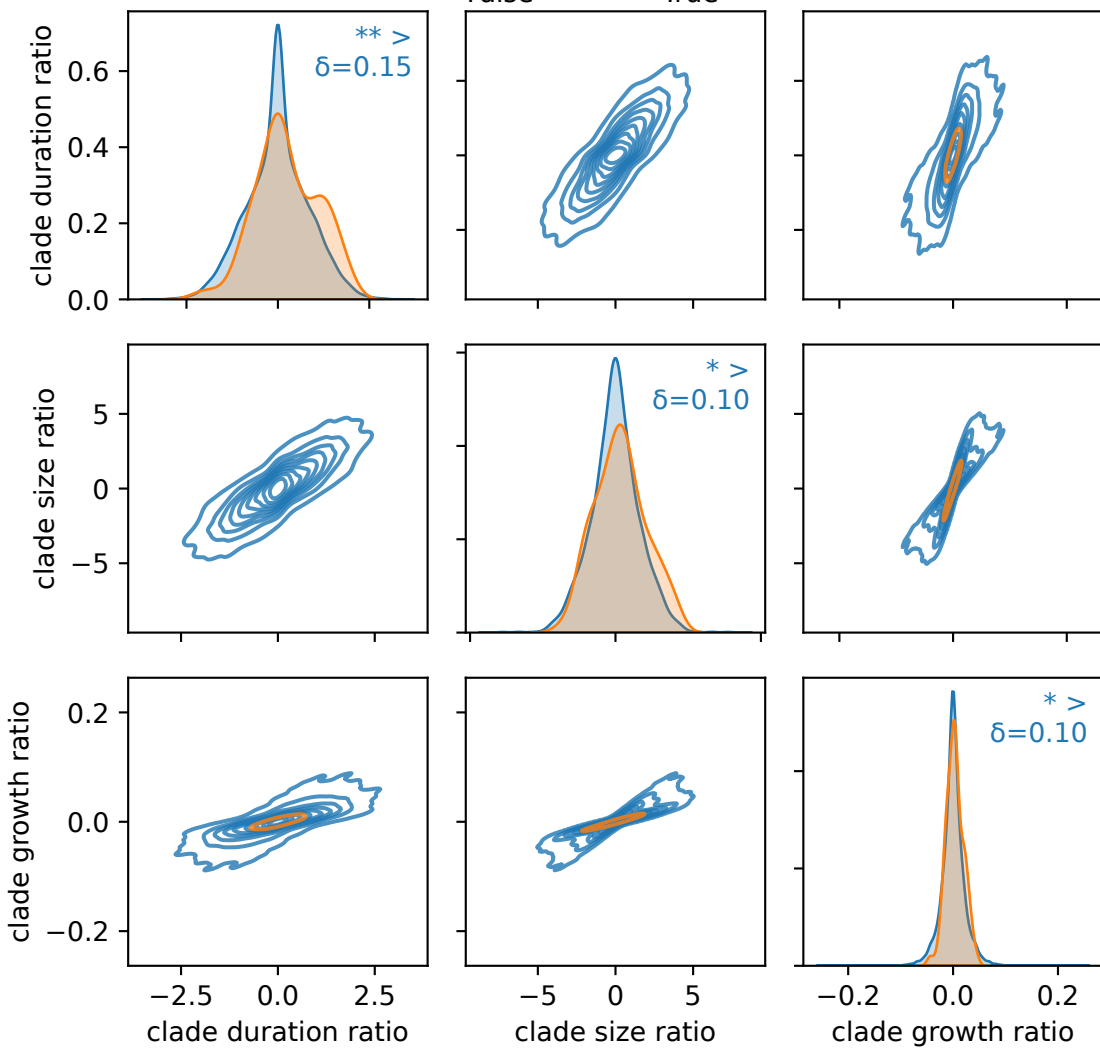 clade duration ratio
0.6
0.4
0.2
0.0
** >
δ=0.15
clade size ratio
5
0
−5
* >
δ=0.10
clade growth ratio
0.2
0.0
−0.2
* >
δ=0.10
−2.5 0.0 2.5
−5 0 5
−0.2 0.0 0.2
clade duration ratio
clade size ratio
clade growth ratio